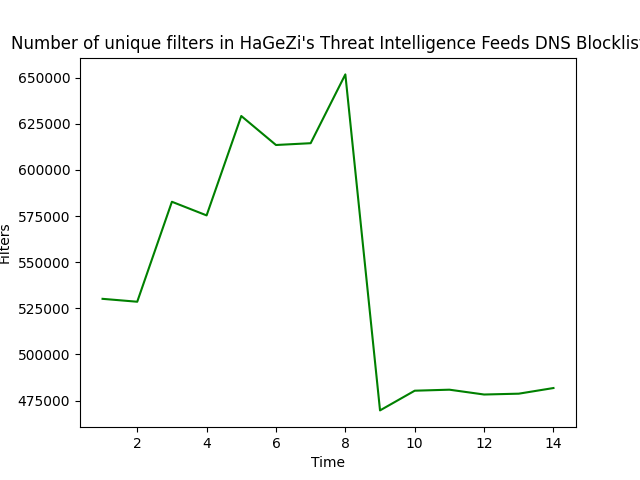 Number of unique filters in HaGeZi's Threat Intelligence Feeds DNS Blocklist
650000
625000
600000
575000
550000
525000
500000
475000
Filters
2 4 6 8 10 12 14
Time